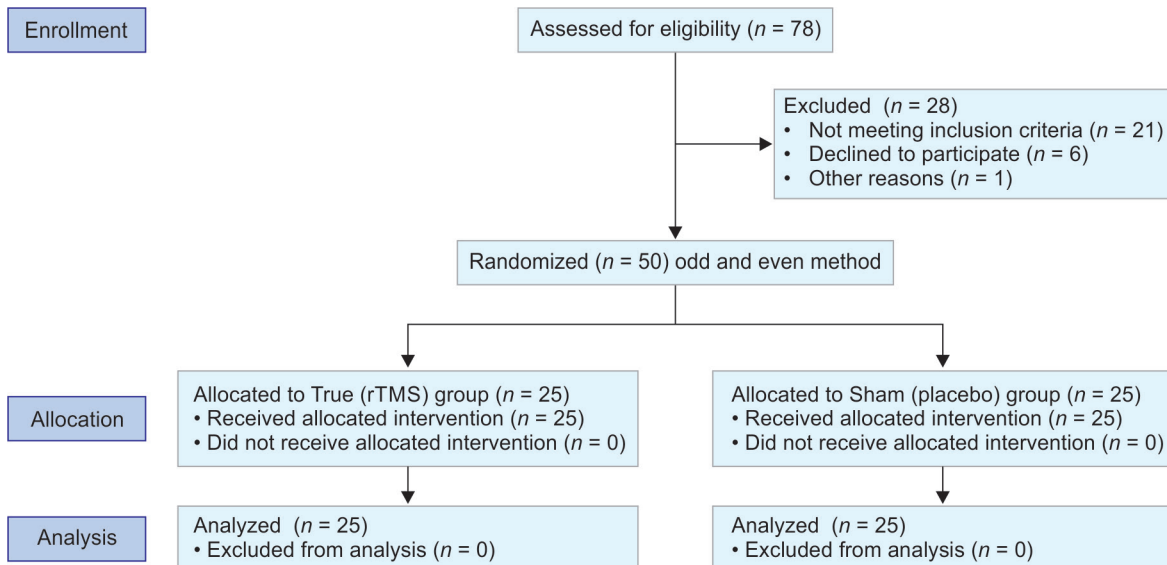 Enrollment
Assessed for eligibility (n = 78)
Excluded (n = 28)
• Not meeting inclusion criteria (n = 21)
• Declined to participate (n = 6)
• Other reasons (n = 1)
Randomized (n = 50) odd and even method
Allocation
Allocated to True (rTMS) group (n = 25)
• Received allocated intervention (n = 25)
• Did not receive allocated intervention (n = 0)
Allocated to Sham (placebo) group (n = 25)
• Received allocated intervention (n = 25)
• Did not receive allocated intervention (n = 0)
Analysis
Analyzed (n = 25)
• Excluded from analysis (n = 0)
Analyzed (n = 25)
• Excluded from analysis (n = 0)